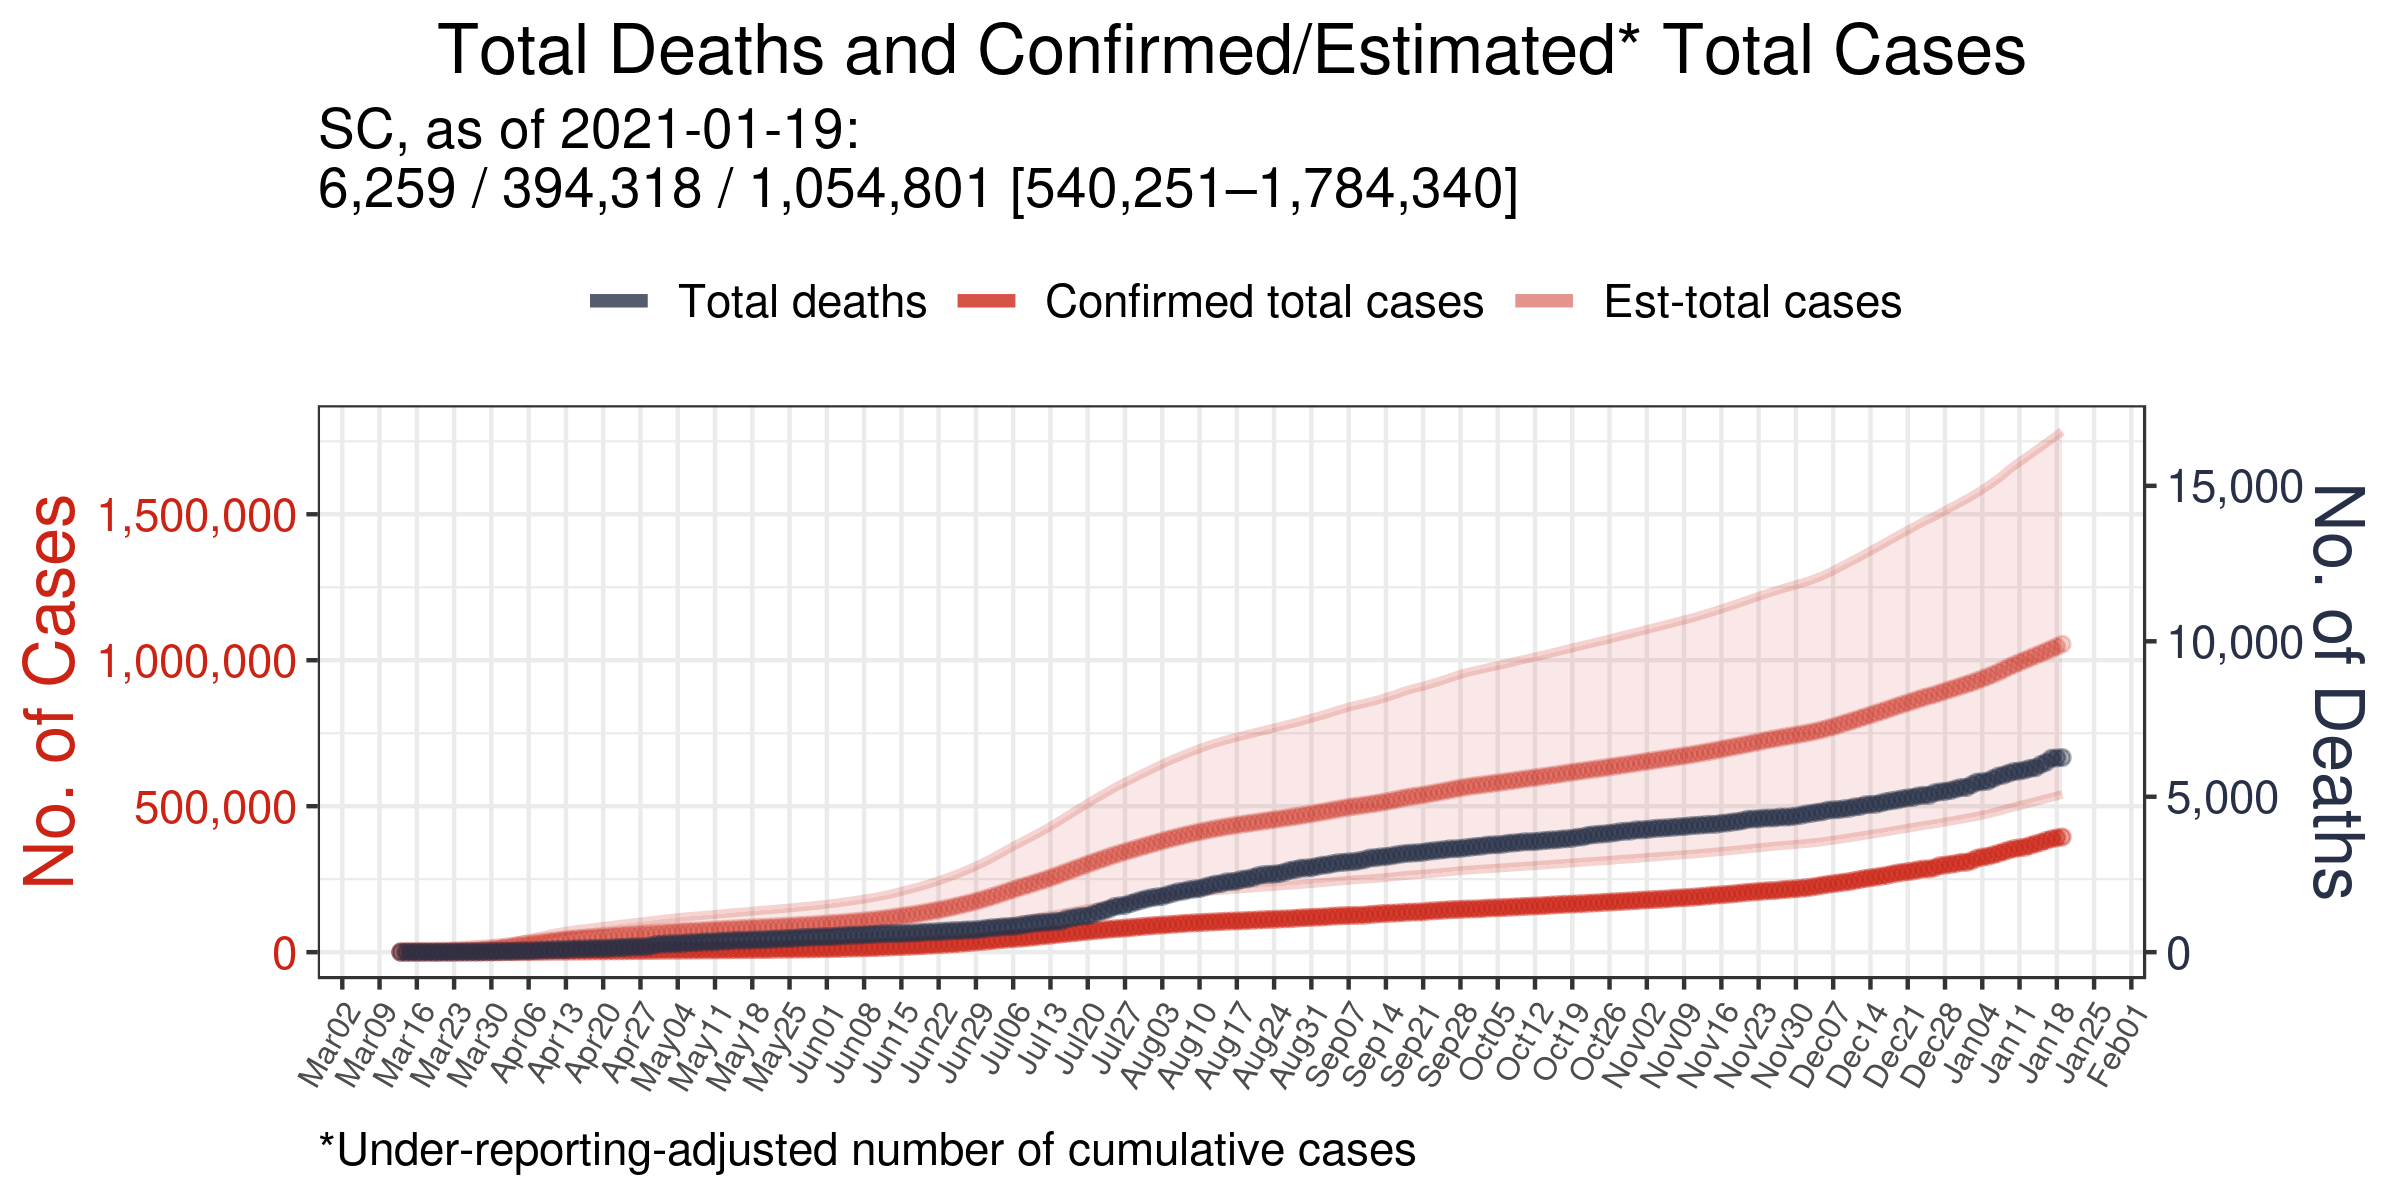 Total Deaths and Confirmed/Estimated* Total Cases
SC, as of 2021-01-19:
6,259 / 394,318 / 1,054,801 [540,251–1,784,340]
Total deaths
Confirmed total cases
Est-total cases
No. of Cases
1,500,000
1,000,000
500,000
0
15,000
10,000
5,000
0
No. of Deaths
Mar02
Mar09
Mar16
Mar23
Mar30
Apr06
Apr13
Apr20
Apr27
May04
May11
May18
May25
Jun01
Jun08
Jun15
Jun22
Jun29
Jul06
Jul13
Jul20
Jul27
Aug03
Aug10
Aug17
Aug24
Aug31
Sep07
Sep14
Sep21
Sep28
Oct05
Oct12
Oct19
Oct26
Nov02
Nov09
Nov16
Nov23
Nov30
Dec07
Dec14
Dec21
Dec28
Jan04
Jan11
Jan18
Jan25
Feb01
*Under-reporting-adjusted number of cumulative cases